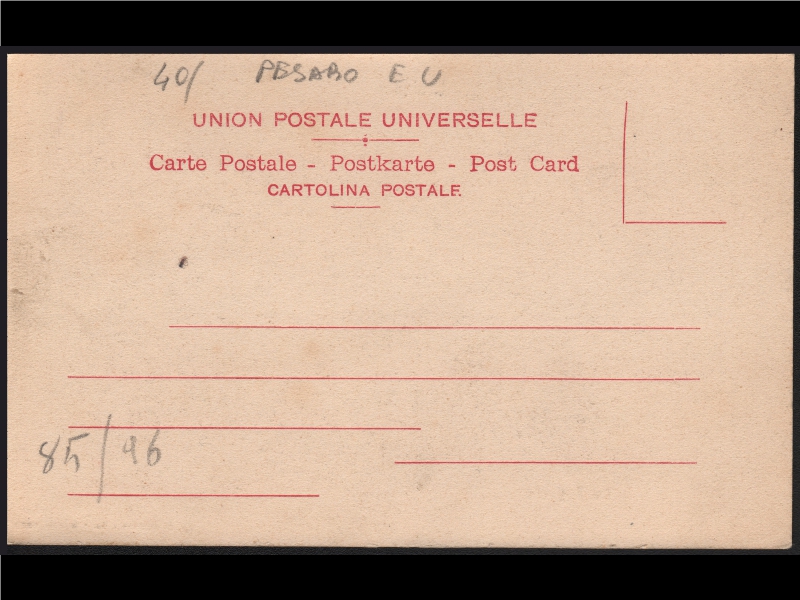 40/ PESARO E U
UNION POSTALE UNIVERSELLE
Carte Postale - Postkarte - Post Card
CARTOLINA POSTALE.
85/96